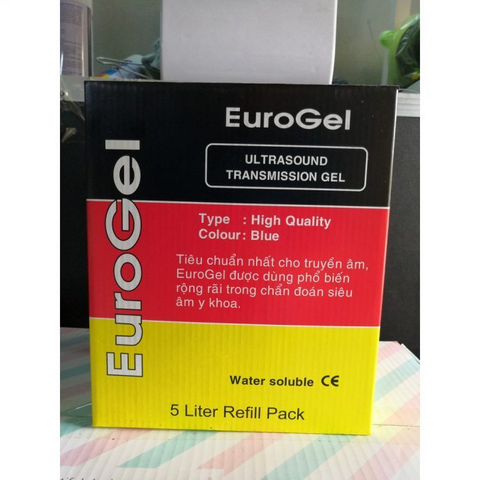 EuroGel
EuroGel
ULTRASOUND
TRANSMISSION GEL
Type : High Quality
Colour : Blue
Tiêu chuẩn nhất cho truyền âm,
EuroGel được dùng phổ biến
rộng rãi trong chẩn đoán siêu
âm y khoa.
Water soluble CE
5 Liter Refill Pack